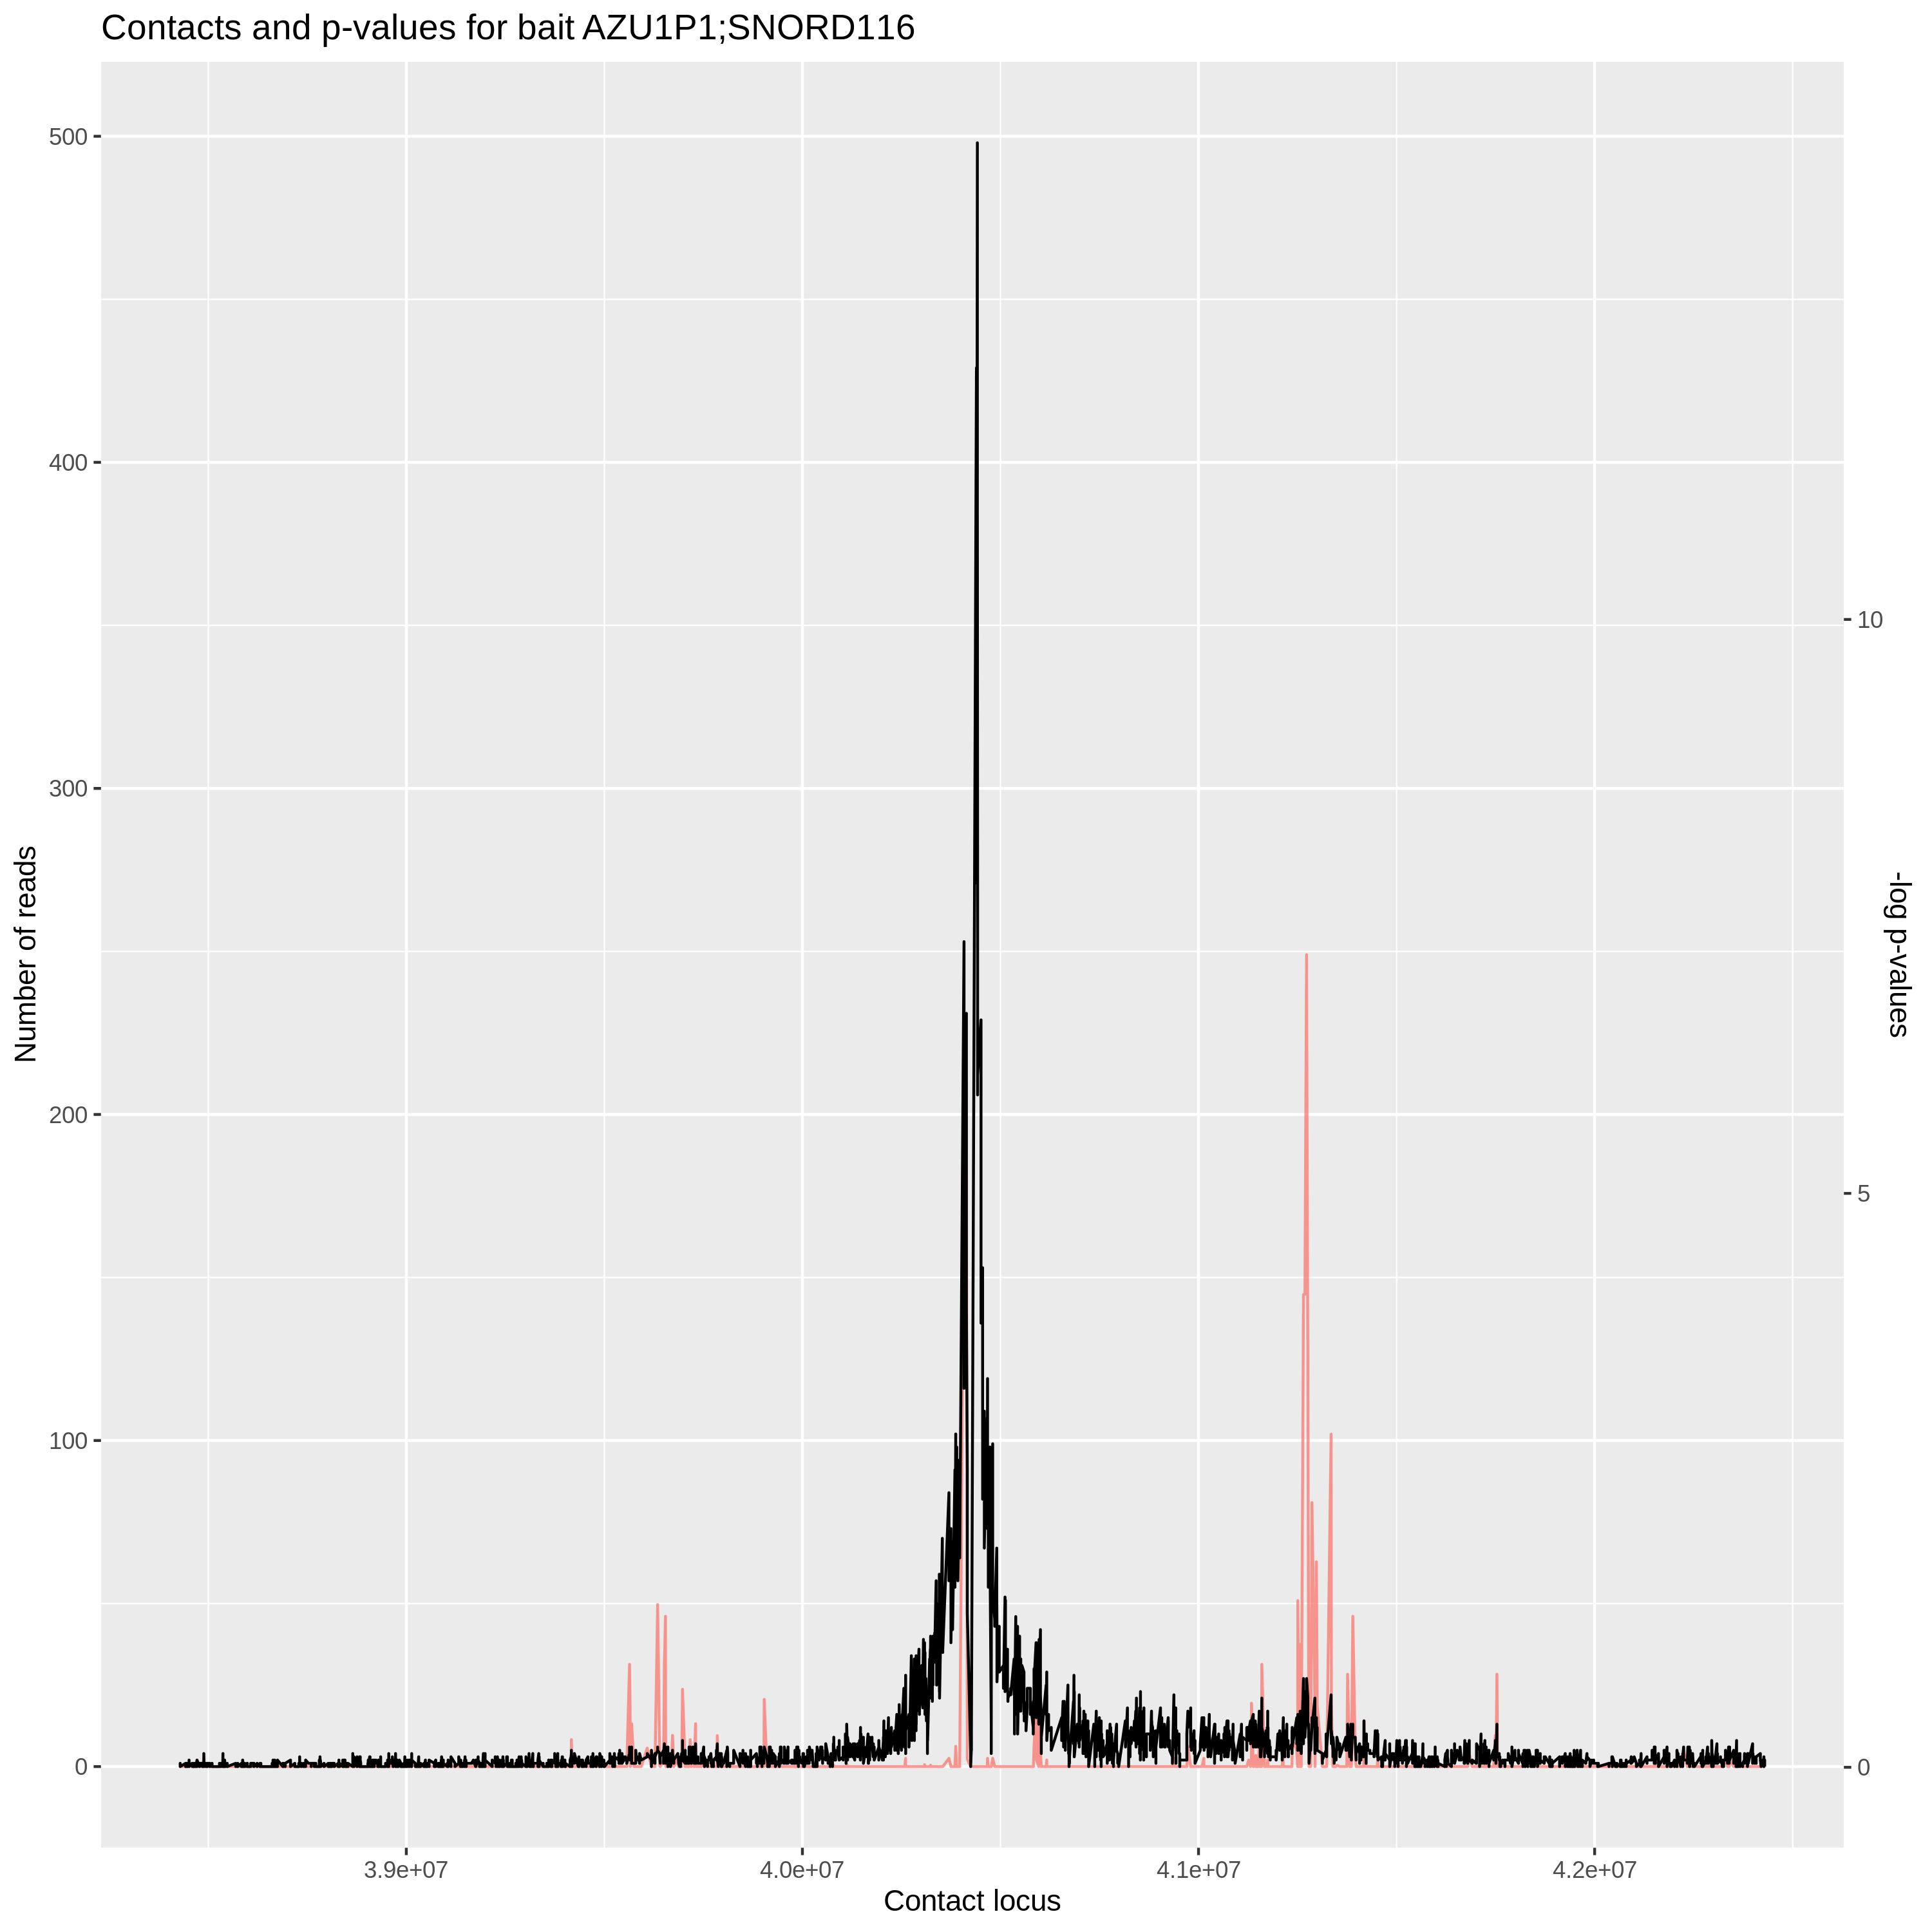 Contacts and p-values for bait AZU1P1;SNORD116
500
400
300
200
100
0
Number of reads
10
5
0
-log p-values
3.9e+07
4.0e+07
4.1e+07
4.2e+07
Contact locus